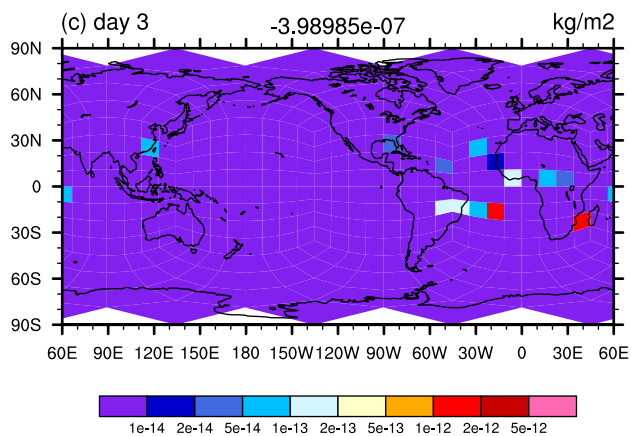 (c) day 3 -3.98985e-07 kg/m2
90N
60N
30N
0
30S
60S
90S
60E 90E 120E 150E 180 150W 120W 90W 60W 30W 0 30E 60E
1e-14 2e-14 5e-14 1e-13 2e-13 5e-13 1e-12 2e-12 5e-12